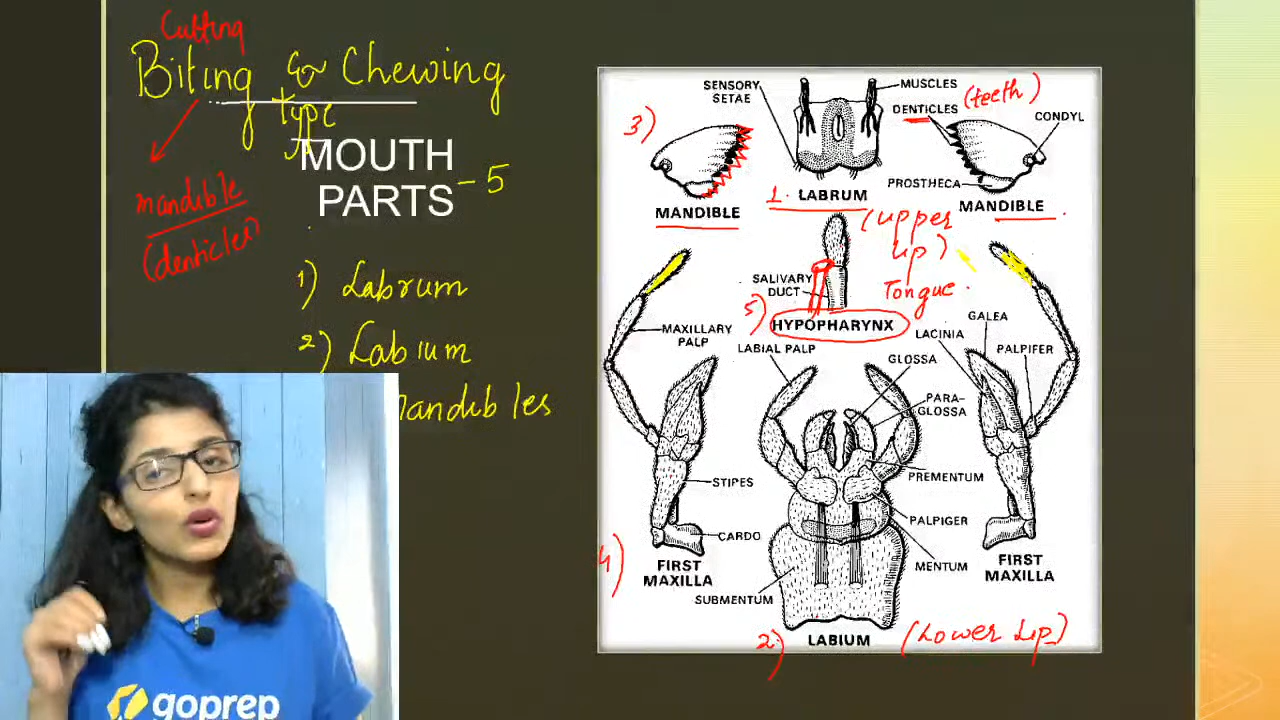 Cutting
Biting & Chewing
type
MOUTH
PARTS - 5
mandible
(denticles)
1) Labrum
2) Labium
mandibles
goprep
SENSORY
SETAE
MUSCLES
DENTICLES (teeth)
CONDYL
3)
PROSTHECA
1. LABRUM
MANDIBLE
MANDIBLE
(upper
lip)
SALIVARY
DUCT
Tongue.
5) HYPOPHARYNX
MAXILLARY
PALP
LABIAL PALP
GLOSSA
LACINIA
GALEA
PALPIFER
PARA-
GLOSSA
STIPES
PREMENTUM
PALPIGER
CARDO
MENTUM
4)
FIRST
MAXILLA
FIRST
MAXILLA
SUBMENTUM
2) LABIUM (Lower Lip)